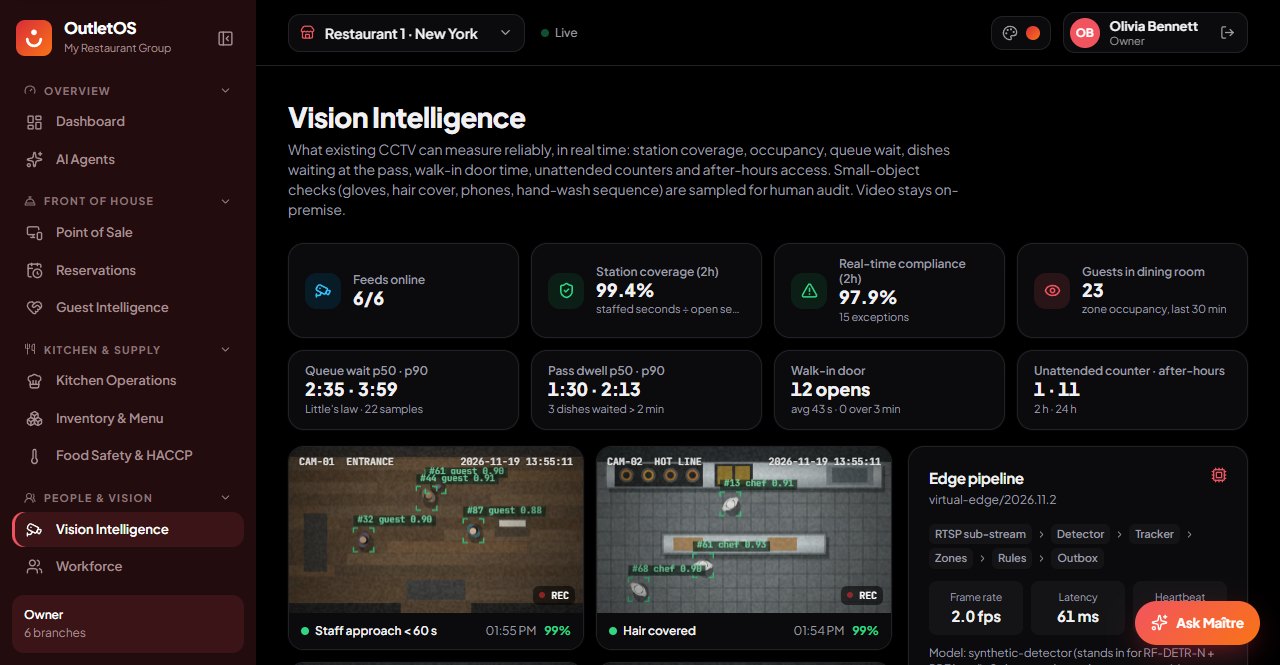 OutletOS
My Restaurant Group
OVERVIEW
Dashboard
AI Agents
FRONT OF HOUSE
Point of Sale
Reservations
Guest Intelligence
KITCHEN & SUPPLY
Kitchen Operations
Inventory & Menu
Food Safety & HACCP
PEOPLE & VISION
Vision Intelligence
Workforce
Owner
6 branches
Restaurant 1 · New York
Live
OB
Olivia Bennett
Owner
Vision Intelligence
What existing CCTV can measure reliably, in real time: station coverage, occupancy, queue wait, dishes
waiting at the pass, walk-in door time, unattended counters and after-hours access. Small-object
checks (gloves, hair cover, phones, hand-wash sequence) are sampled for human audit. Video stays on-
premise.
Feeds online
6/6
Station coverage (2h)
99.4%
staffed seconds ÷ open se...
Real-time compliance
(2h)
97.9%
15 exceptions
Guests in dining room
23
zone occupancy, last 30 min
Queue wait p50 · p90
2:35 · 3:59
Little's law · 22 samples
Pass dwell p50 · p90
1:30 · 2:13
3 dishes waited > 2 min
Walk-in door
12 opens
avg 43 s · 0 over 3 min
Unattended counter · after-hours
1 · 11
2 h · 24 h
CAM-01 ENTRANCE 2026-11-19 13:55:11
#61 guest 0.90
#44 guest 0.91
#87 guest 0.88
#32 guest 0.90
REC
Staff approach < 60 s 01:55 PM 99%
CAM-02 HOT LINE 2026-11-19 13:55:11
#13 chef 0.91
#61 chef 0.93
#68 chef 0.90
REC
Hair covered 01:54 PM 99%
Edge pipeline
virtual-edge/2026.11.2
RTSP sub-stream › Detector › Tracker ›
Zones › Rules › Outbox
Frame rate
2.0 fps
Latency
61 ms
Heartbeat
Ask Maître
Model: synthetic-detector (stands in for RF-DETR-N +